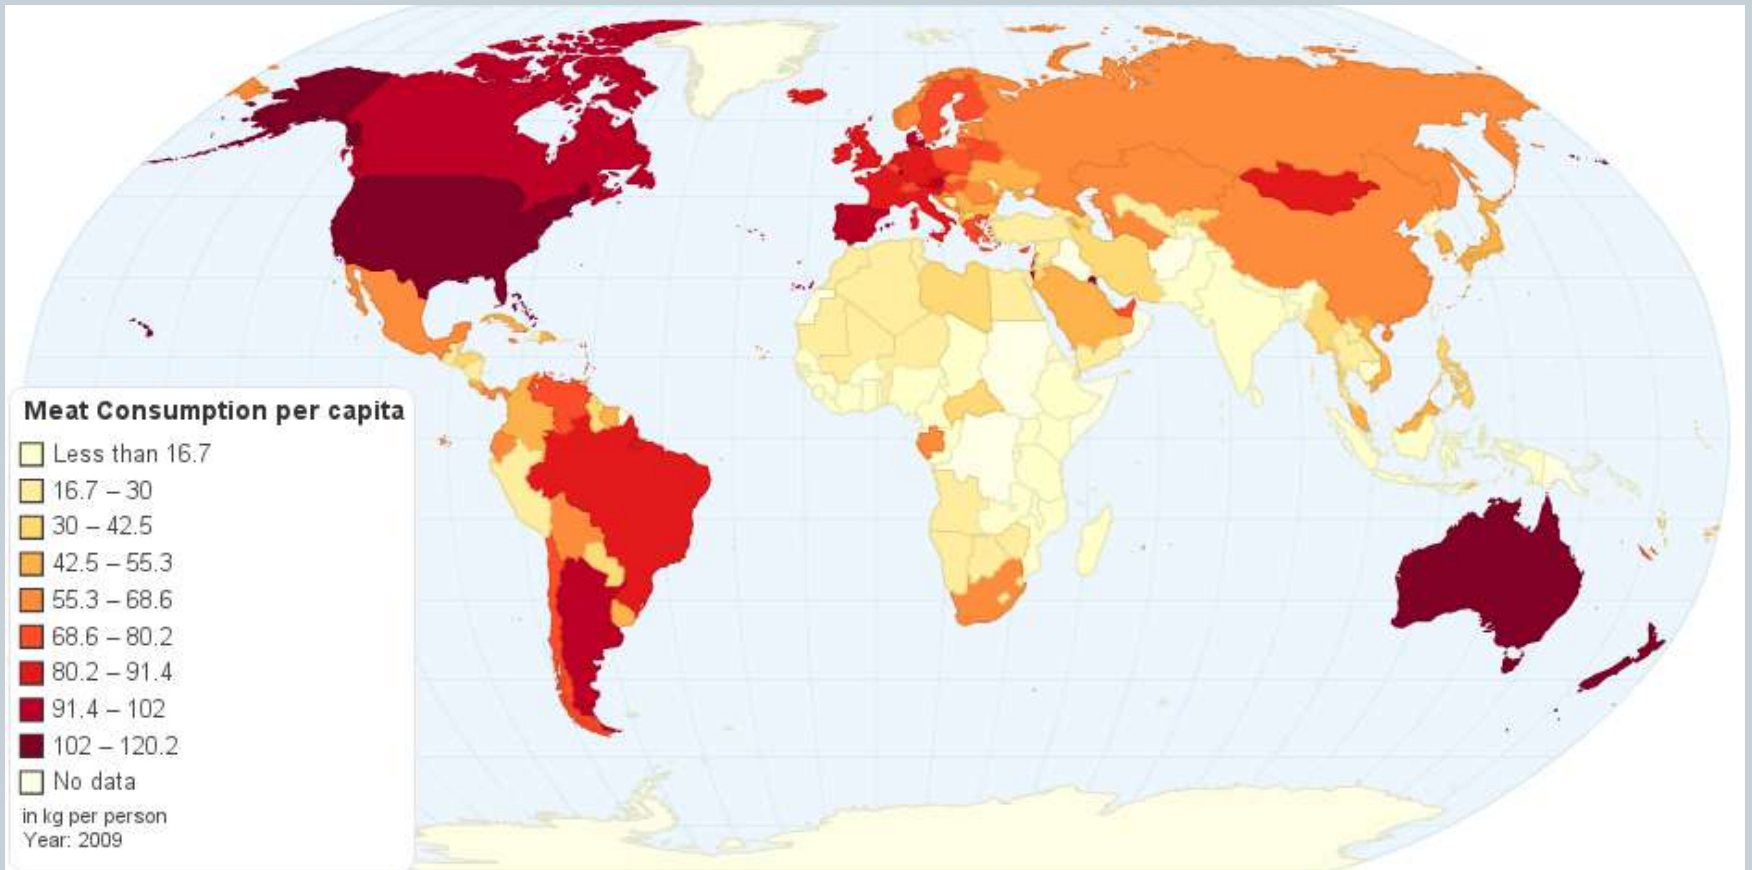 Meat Consumption per capita
Less than 16.7
16.7 – 30
30 – 42.5
42.5 – 55.3
55.3 – 68.6
68.6 – 80.2
80.2 – 91.4
91.4 – 102
102 – 120.2
No data
in kg per person
Year: 2009